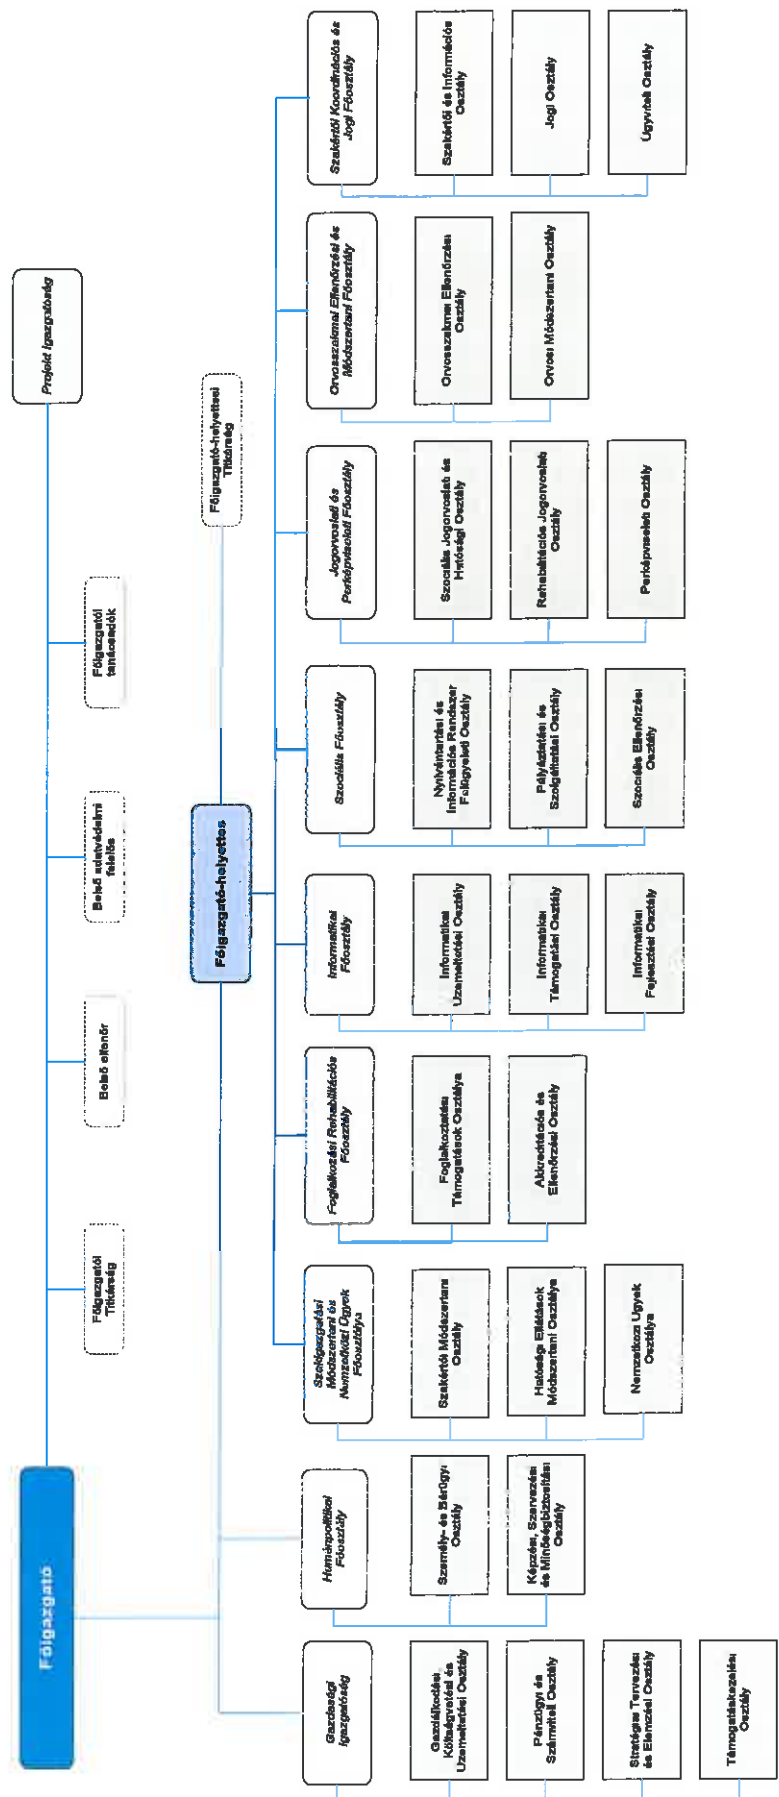 Főigazgató
Főigazgatói
Titkárság
Belső ellenőr
Belső adatvédelmi
felelős
Főigazgatói
tanácsadók
Projekt Igazgatóság
Főigazgató-helyettes
Főigazgató-helyettesi
Titkárság
Gazdasági
Igazgatóság
Gazdálkodási
Költségvetési és
Üzemeltetési Osztály
Pénzügyi és
Számviteli Osztály
Stratégiai Tervezési
és Elemzési Osztály
Támogatáskezelési
Osztály
Humánpolitikai
Főosztály
Személy- és Bérügyi
Osztály
Képzési, Szervezési
és Minőségbiztosítási
Osztály
Szakigazgatási
Módszertani és
Nemzetközi Ügyek
Főosztálya
Szakértői Módszertani
Osztály
Hatósági Ellátások
Módszertani Osztálya
Nemzetközi Ügyek
Osztálya
Foglalkozási Rehabilitációs
Főosztály
Foglalkoztatási
Támogatások Osztálya
Akkreditációs és
Ellenőrzési Osztály
Informatikai
Főosztály
Informatikai
Üzemeltetési Osztály
Informatikai
Támogatási Osztály
Informatikai
Fejlesztési Osztály
Szociális Főosztály
Nyilvántartási és
Információs Rendszer
Felügyeleti Osztály
Pályáztatási és
Szolgáltatási Osztály
Szociális Ellenőrzési
Osztály
Jogorvoslati és
Perképviseleti Főosztály
Szociális Jogorvoslati és
Hatósági Osztály
Rehabilitációs Jogorvoslati
Osztály
Perképviseleti Osztály
Orvosszakmai Ellenőrzési és
Módszertani Főosztály
Orvosszakmai Ellenőrzési
Osztály
Orvosi Módszertani Osztály
Szakértői Koordinációs és
Jogi Főosztály
Szakértői és Információs
Osztály
Jogi Osztály
Ügyviteli Osztály